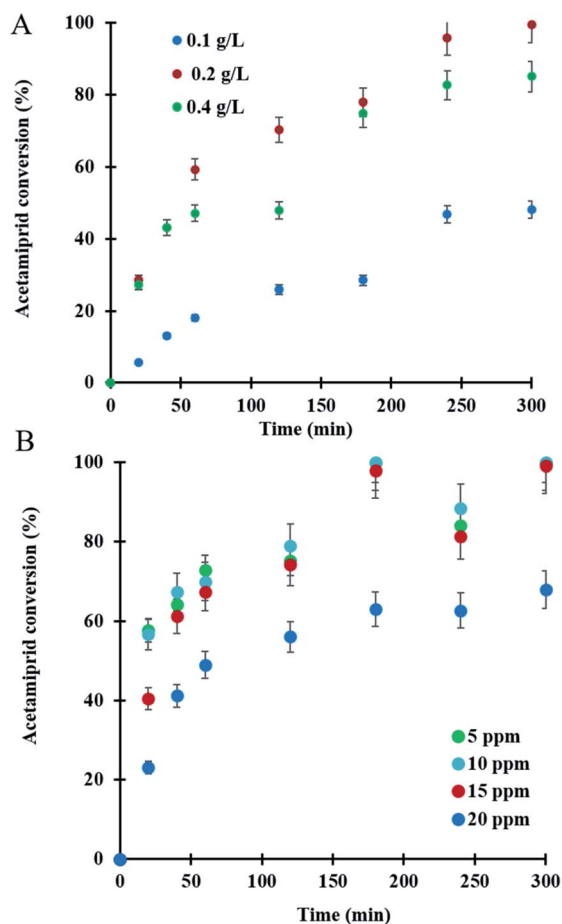 A
100
80
60
40
20
0
Acetamiprid conversion (%)
0.1 g/L
0.2 g/L
0.4 g/L
0 50 100 150 200 250 300
Time (min)
B
100
80
60
40
20
0
Acetamiprid conversion (%)
5 ppm
10 ppm
15 ppm
20 ppm
0 50 100 150 200 250 300
Time (min)